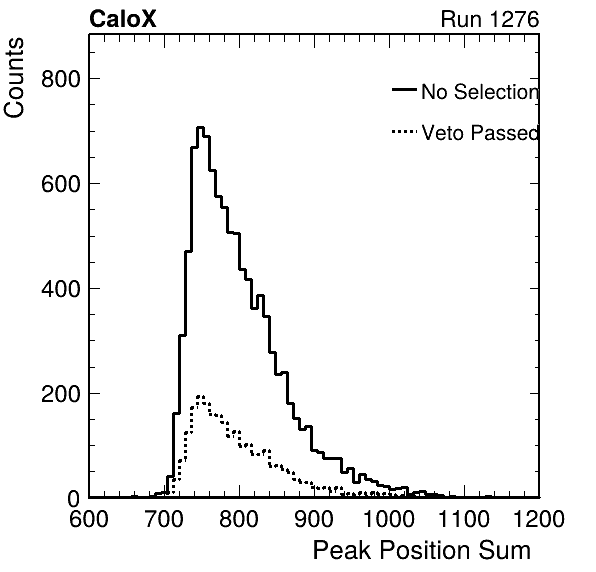 CaloX Run 1276
Counts
800
600
400
200
0
No Selection
Veto Passed
600 700 800 900 1000 1100 1200
Peak Position Sum